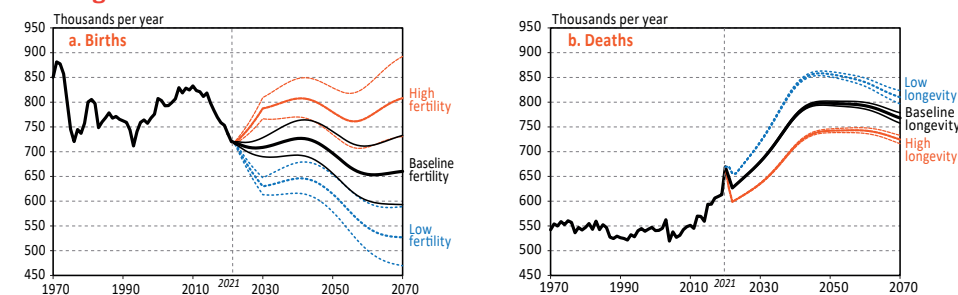 Thousands per year
a. Births
950
900
850
800
750
700
650
600
550
500
450
1970
1990
2010
2021
2030
2050
2070
High
fertility
Baseline
fertility
Low
fertility
Thousands per year
b. Deaths
950
900
850
800
750
700
650
600
550
500
450
1970
1990
2010
2021
2030
2050
2070
Low
longevity
Baseline
longevity
High
longevity